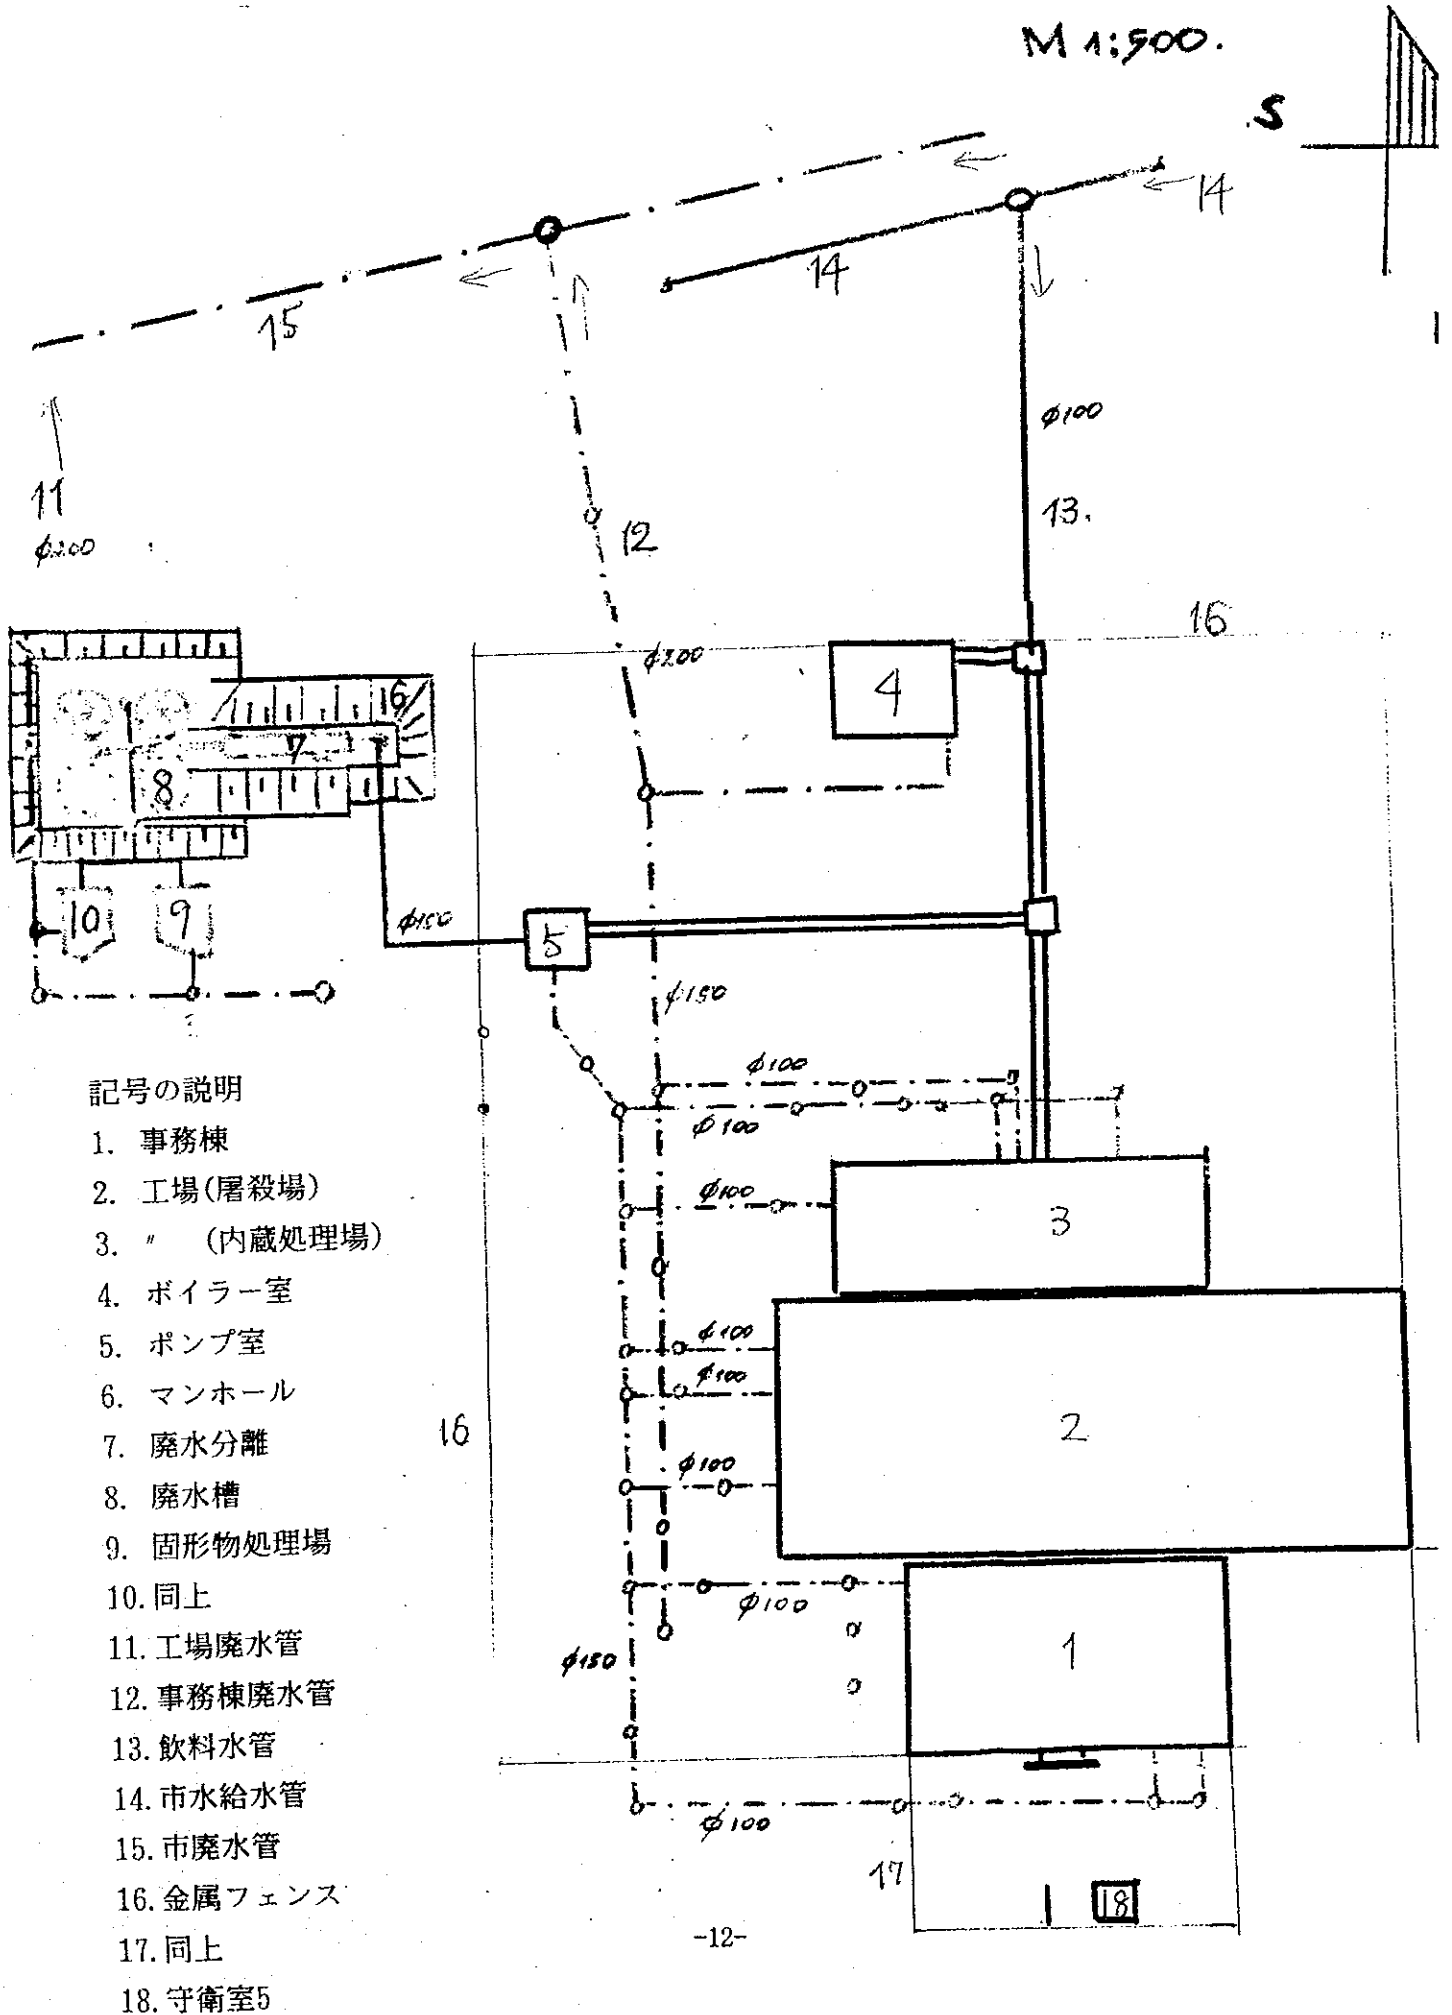 M 1:500.
S
14
14
15
φ100
11
13.
12
φ200
16
φ200
4
6
7
8
10
9
φ150
5
φ150
記号の説明
φ100
1. 事務棟
φ100
2. 工場(屠殺場)
φ100
3
3. 〃 (内蔵処理場)
4. ボイラー室
5. ポンプ室
φ100
6. マンホール
φ100
16
2
7. 廃水分離
φ100
8. 廃水槽
9. 固形物処理場
10.同上
φ100
11.工場廃水管
φ150
1
12.事務棟廃水管
13.飲料水管
14.市水給水管
φ100
15.市廃水管
17
16.金属フェンス
18
17.同上
-12-
18.守衛室5